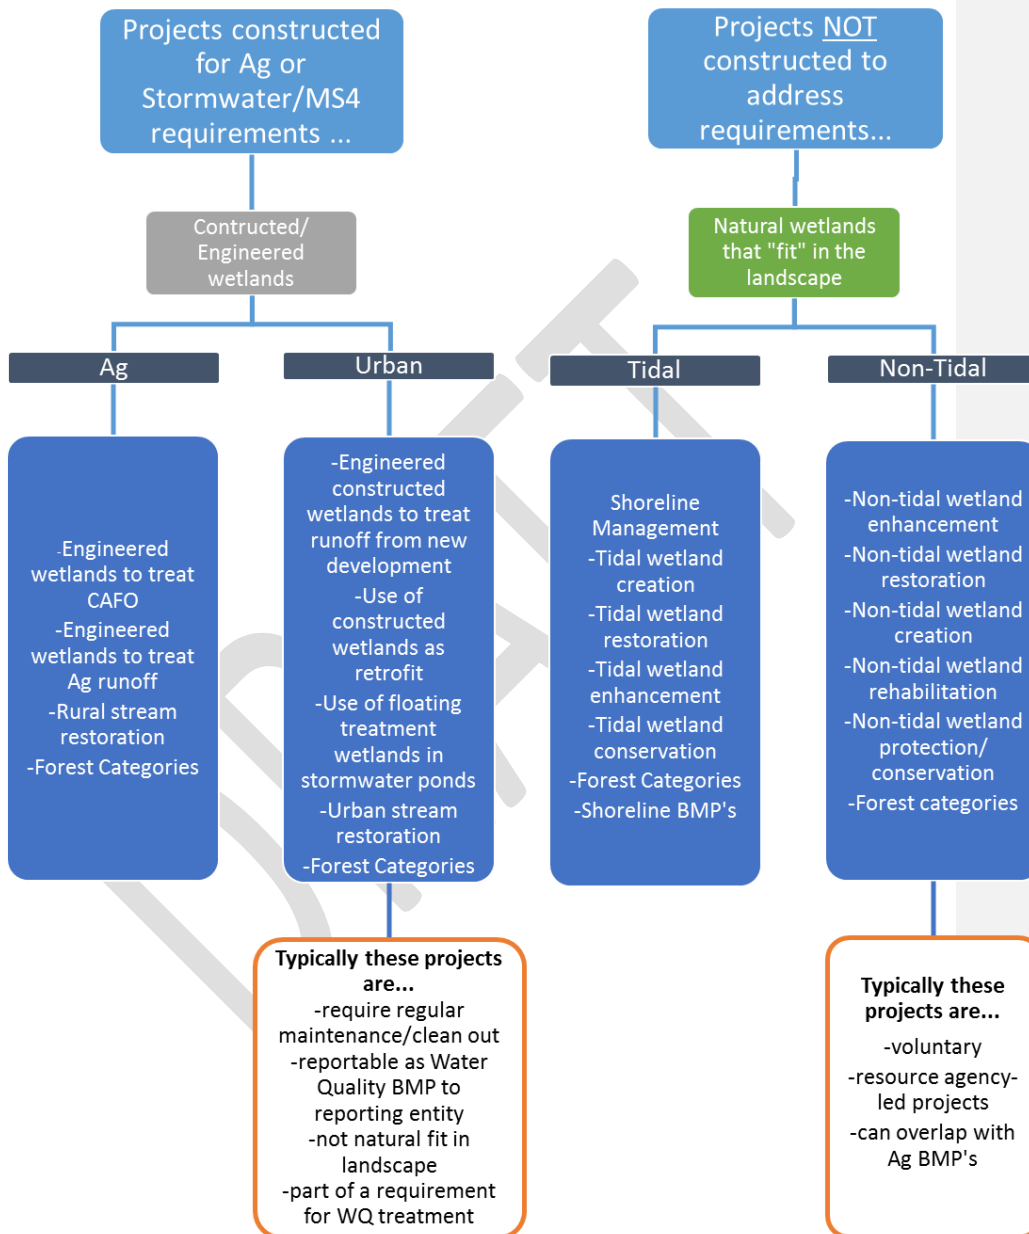 Projects constructed
for Ag or
Stormwater/MS4
requirements ...
Projects NOT
constructed to
address
requirements...
Contructed/
Engineered
wetlands
Natural wetlands
that "fit" in the
landscape
Ag
Urban
Tidal
Non-Tidal
-Engineered
wetlands to treat
CAFO
-Engineered
wetlands to treat
Ag runoff
-Rural stream
restoration
-Forest Categories
-Engineered
constructed
wetlands to treat
runoff from new
development
-Use of
constructed
wetlands as
retrofit
-Use of floating
treatment
wetlands in
stormwater ponds
-Urban stream
restoration
-Forest Categories
Shoreline
Management
-Tidal wetland
creation
-Tidal wetland
restoration
-Tidal wetland
enhancement
-Tidal wetland
conservation
-Forest Categories
-Shoreline BMP's
-Non-tidal wetland
enhancement
-Non-tidal wetland
restoration
-Non-tidal wetland
creation
-Non-tidal wetland
rehabilitation
-Non-tidal wetland
protection/
conservation
-Forest categories
Typically these projects
are...
-require regular
maintenance/clean out
-reportable as Water
Quality BMP to
reporting entity
-not natural fit in
landscape
-part of a requirement
for WQ treatment
Typically these
projects are...
-voluntary
-resource agency-
led projects
-can overlap with
Ag BMP's
DRAFT